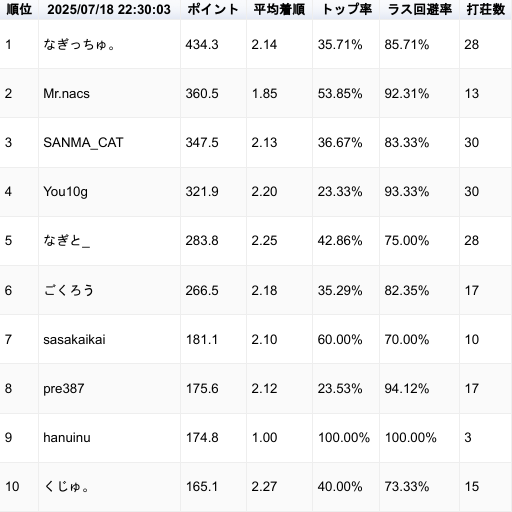 順位 2025/07/18 22:30:03 ポイント 平均着順 トップ率 ラス回避率 打荘数
1 なぎっちゅ。 434.3 2.14 35.71% 85.71% 28
2 Mr.nacs 360.5 1.85 53.85% 92.31% 13
3 SANMA_CAT 347.5 2.13 36.67% 83.33% 30
4 You10g 321.9 2.20 23.33% 93.33% 30
5 なぎと_ 283.8 2.25 42.86% 75.00% 28
6 ごくろう 266.5 2.18 35.29% 82.35% 17
7 sasakaikai 181.1 2.10 60.00% 70.00% 10
8 pre387 175.6 2.12 23.53% 94.12% 17
9 hanuinu 174.8 1.00 100.00% 100.00% 3
10 くじゅ。 165.1 2.27 40.00% 73.33% 15